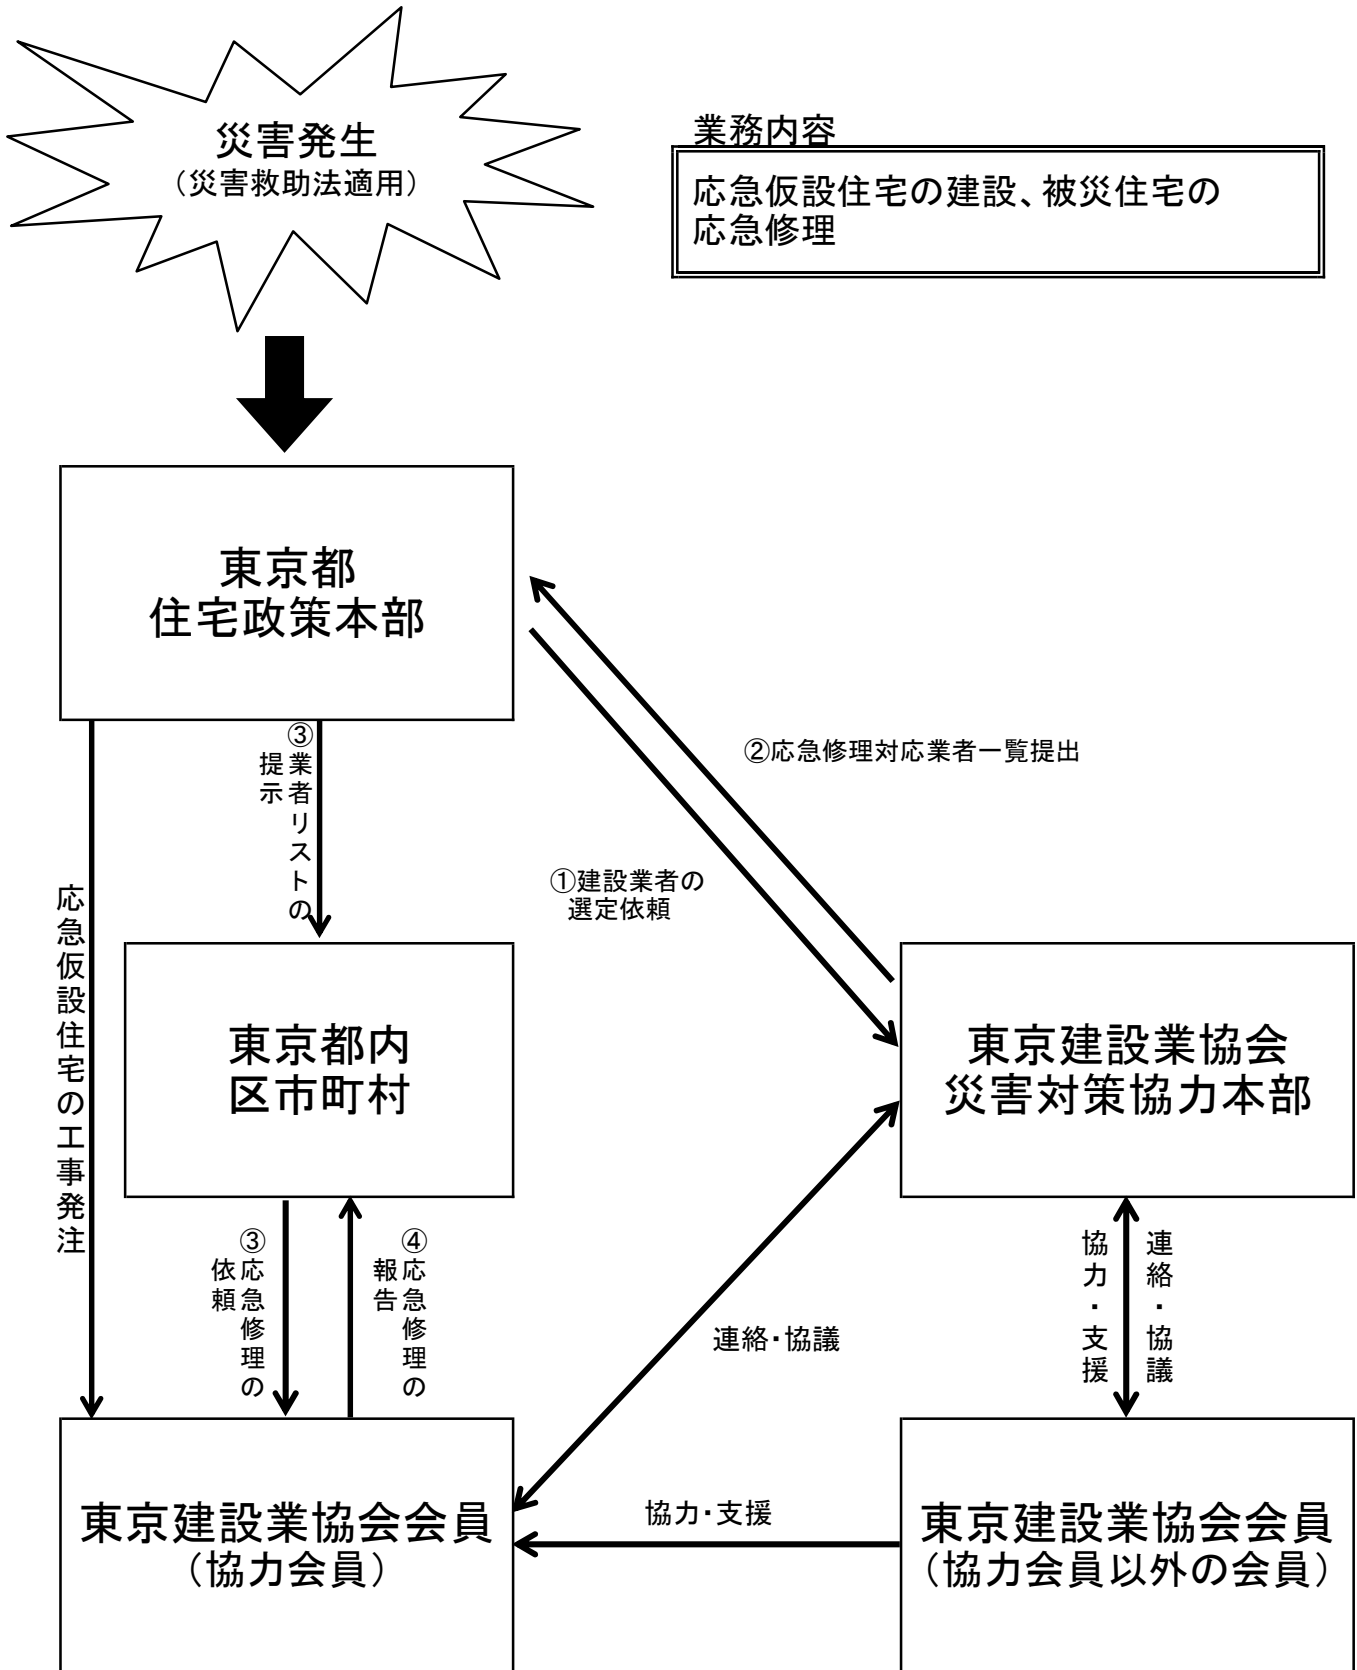 災害発生
（災害救助法適用）
業務内容
応急仮設住宅の建設、被災住宅の
応急修理
東京都
住宅政策本部
③業者リストの
提示
②応急修理対応業者一覧提出
①建設業者の
選定依頼
応急仮設住宅の工事発注
東京都内
区市町村
東京建設業協会
災害対策協力本部
③応急修理の
依頼
④応急修理の
報告
連絡・協議
協力・支援
連絡・協議
協力・支援
東京建設業協会会員
（協力会員）
東京建設業協会会員
（協力会員以外の会員）